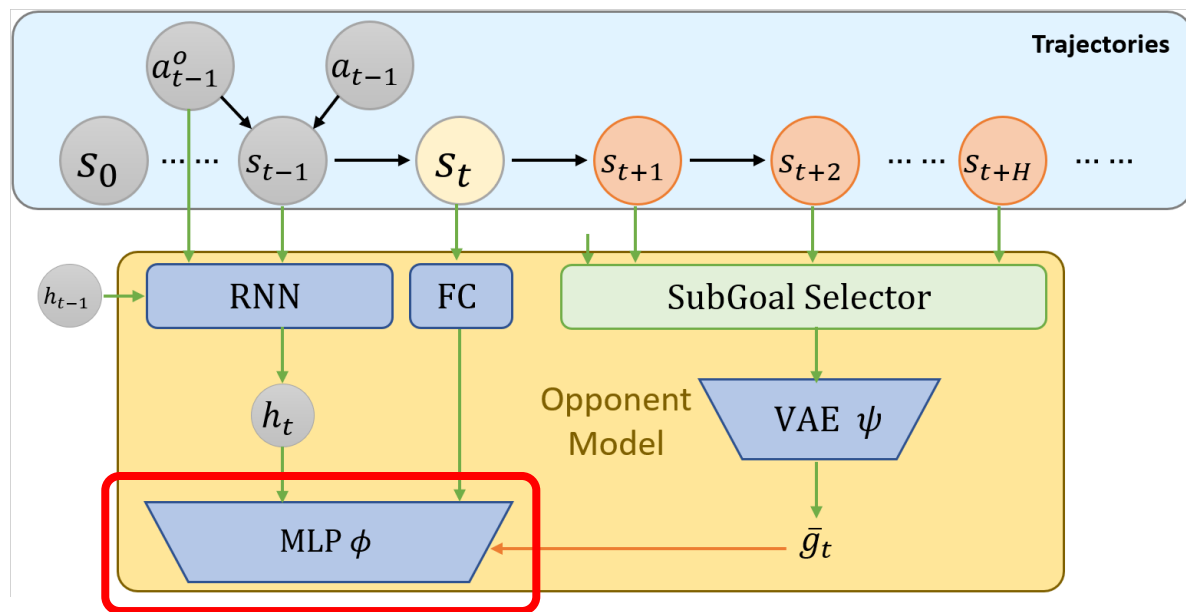 Trajectories
a^o_{t-1}
a_{t-1}
s_0 ... ... s_{t-1} s_t s_{t+1} s_{t+2} ... ... s_{t+H} ... ...
h_{t-1}
RNN
FC
SubGoal Selector
h_t
Opponent
Model
VAE ψ
MLP ϕ
ḡ_t